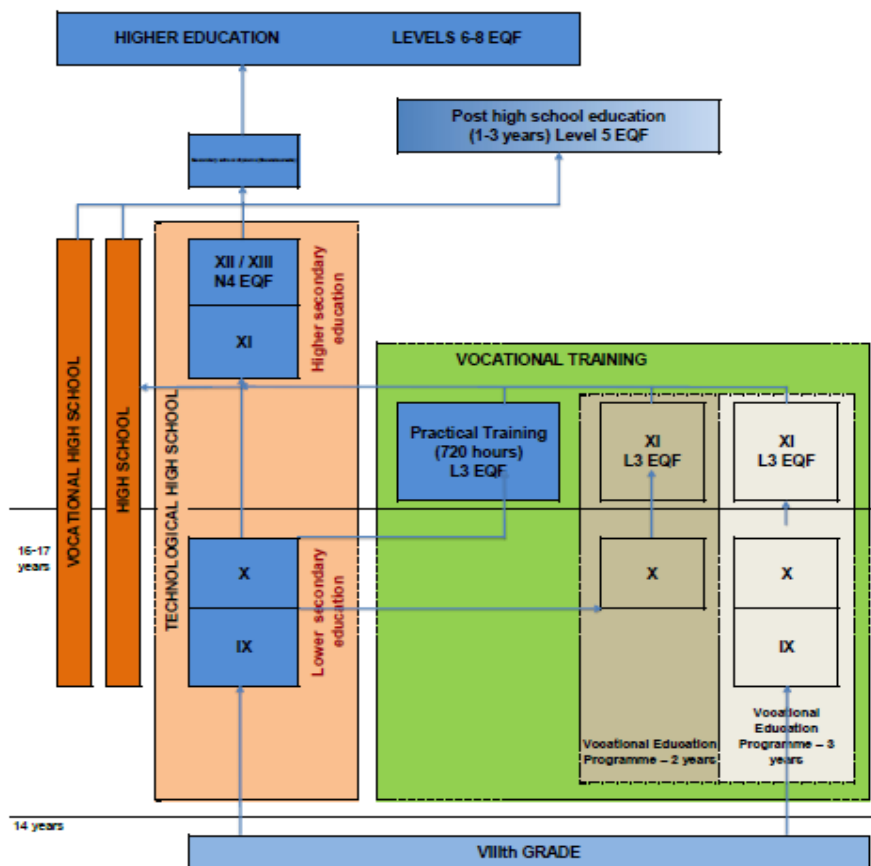 HIGHER EDUCATION LEVELS 6-8 EQF
Post high school education
(1-3 years) Level 5 EQF
XII / XIII
N4 EQF
XI
Higher secondary
education
VOCATIONAL HIGH SCHOOL
HIGH SCHOOL
TECHNOLOGICAL HIGH SCHOOL
VOCATIONAL TRAINING
Practical Training
(720 hours)
L3 EQF
XI
L3 EQF
XI
L3 EQF
16-17
years
X
IX
Lower secondary
education
X
X
IX
Vocational Education
Programme – 2 years
Vocational
Education
Programme – 3
years
14 years
VIIIth GRADE